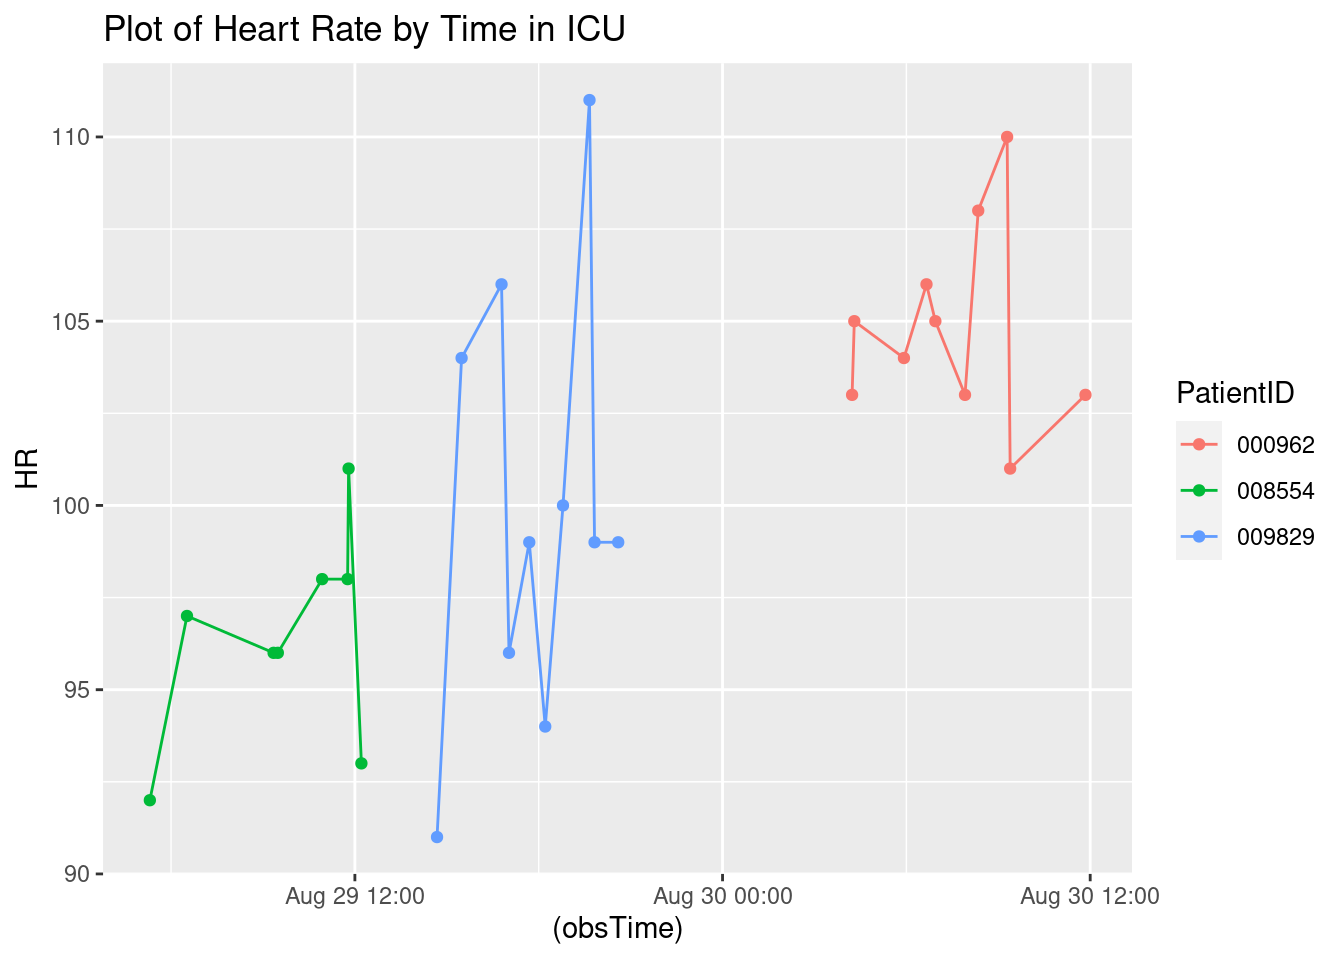 Plot of Heart Rate by Time in ICU
HR
110
105
100
95
90
Aug 29 12:00
Aug 30 00:00
Aug 30 12:00
(obsTime)
PatientID
000962
008554
009829